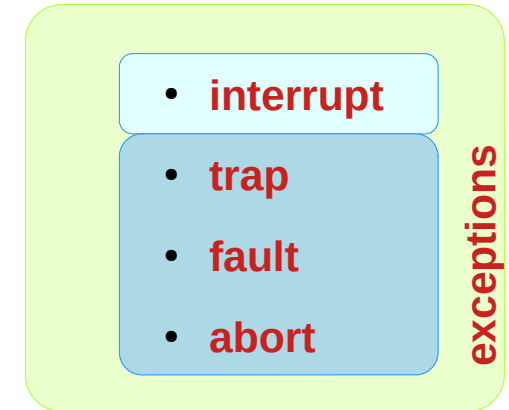 • interrupt
• trap
• fault
• abort
exceptions